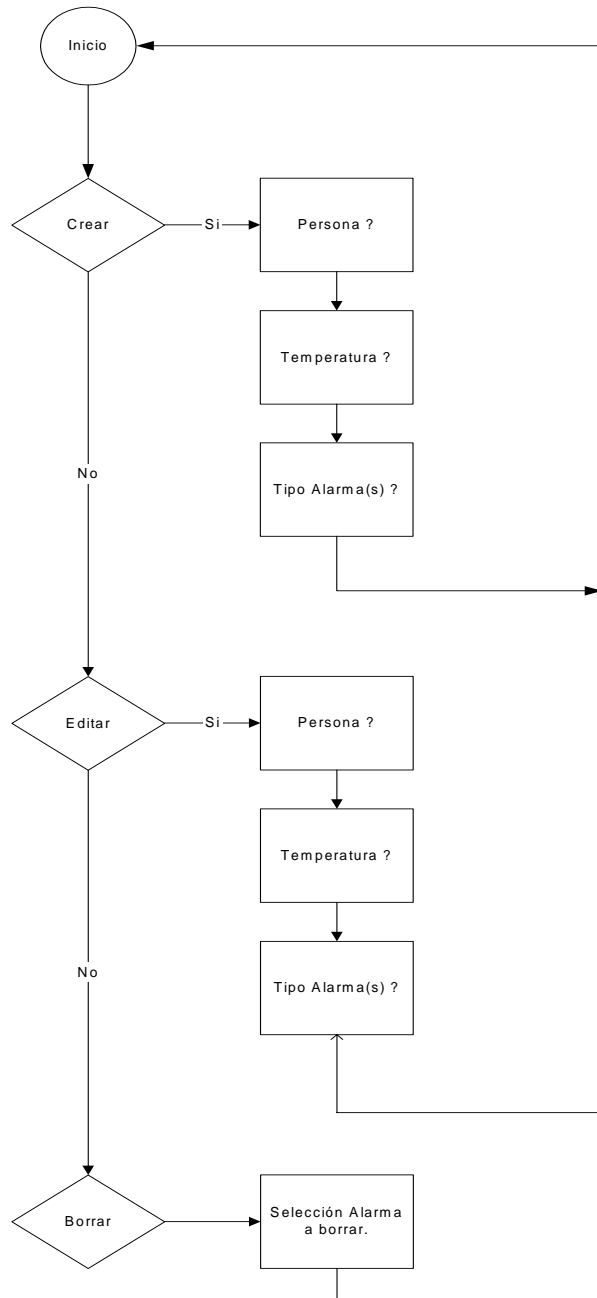 Inicio
Crear
Si
Persona ?
Temperatura ?
Tipo Alarma(s) ?
No
Editar
Si
Persona ?
Temperatura ?
Tipo Alarma(s) ?
No
Borrar
Selección Alarma
a borrar.